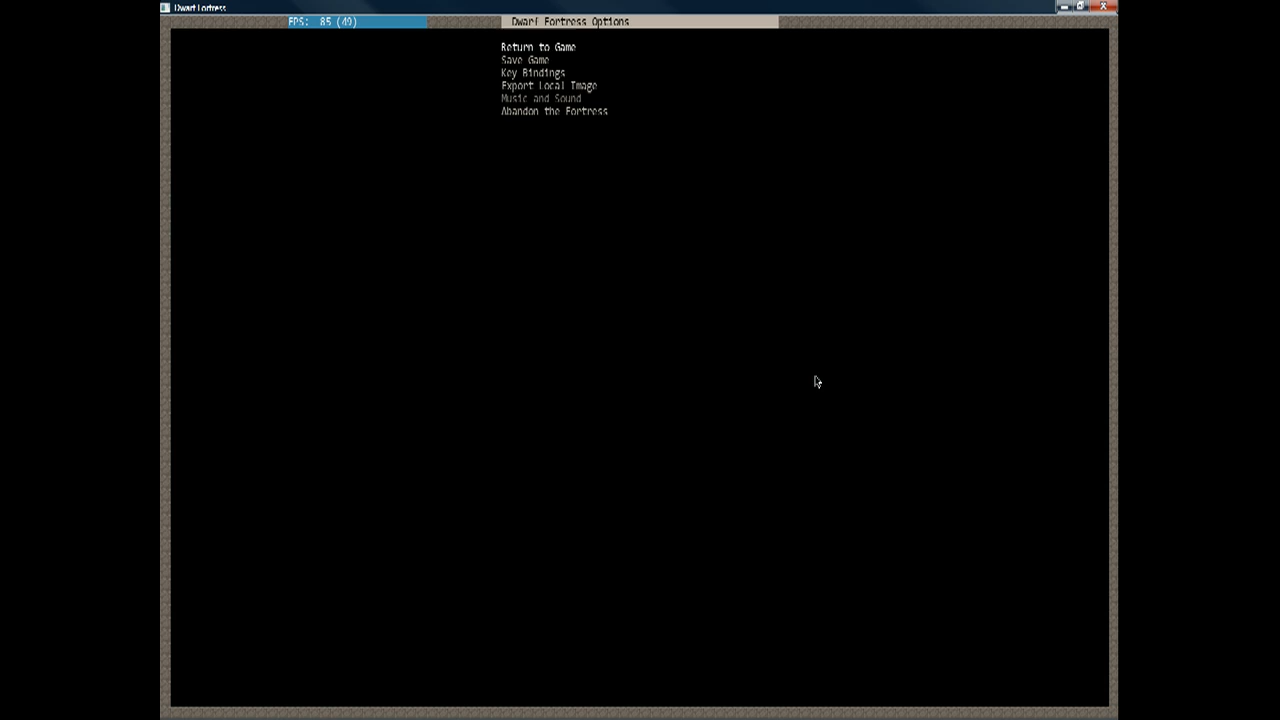 Dwarf Fortress
FPS: 85 (49)
Dwarf Fortress Options
Return to Game
Save Game
Key Bindings
Export Local Image
Music and Sound
Abandon the Fortress